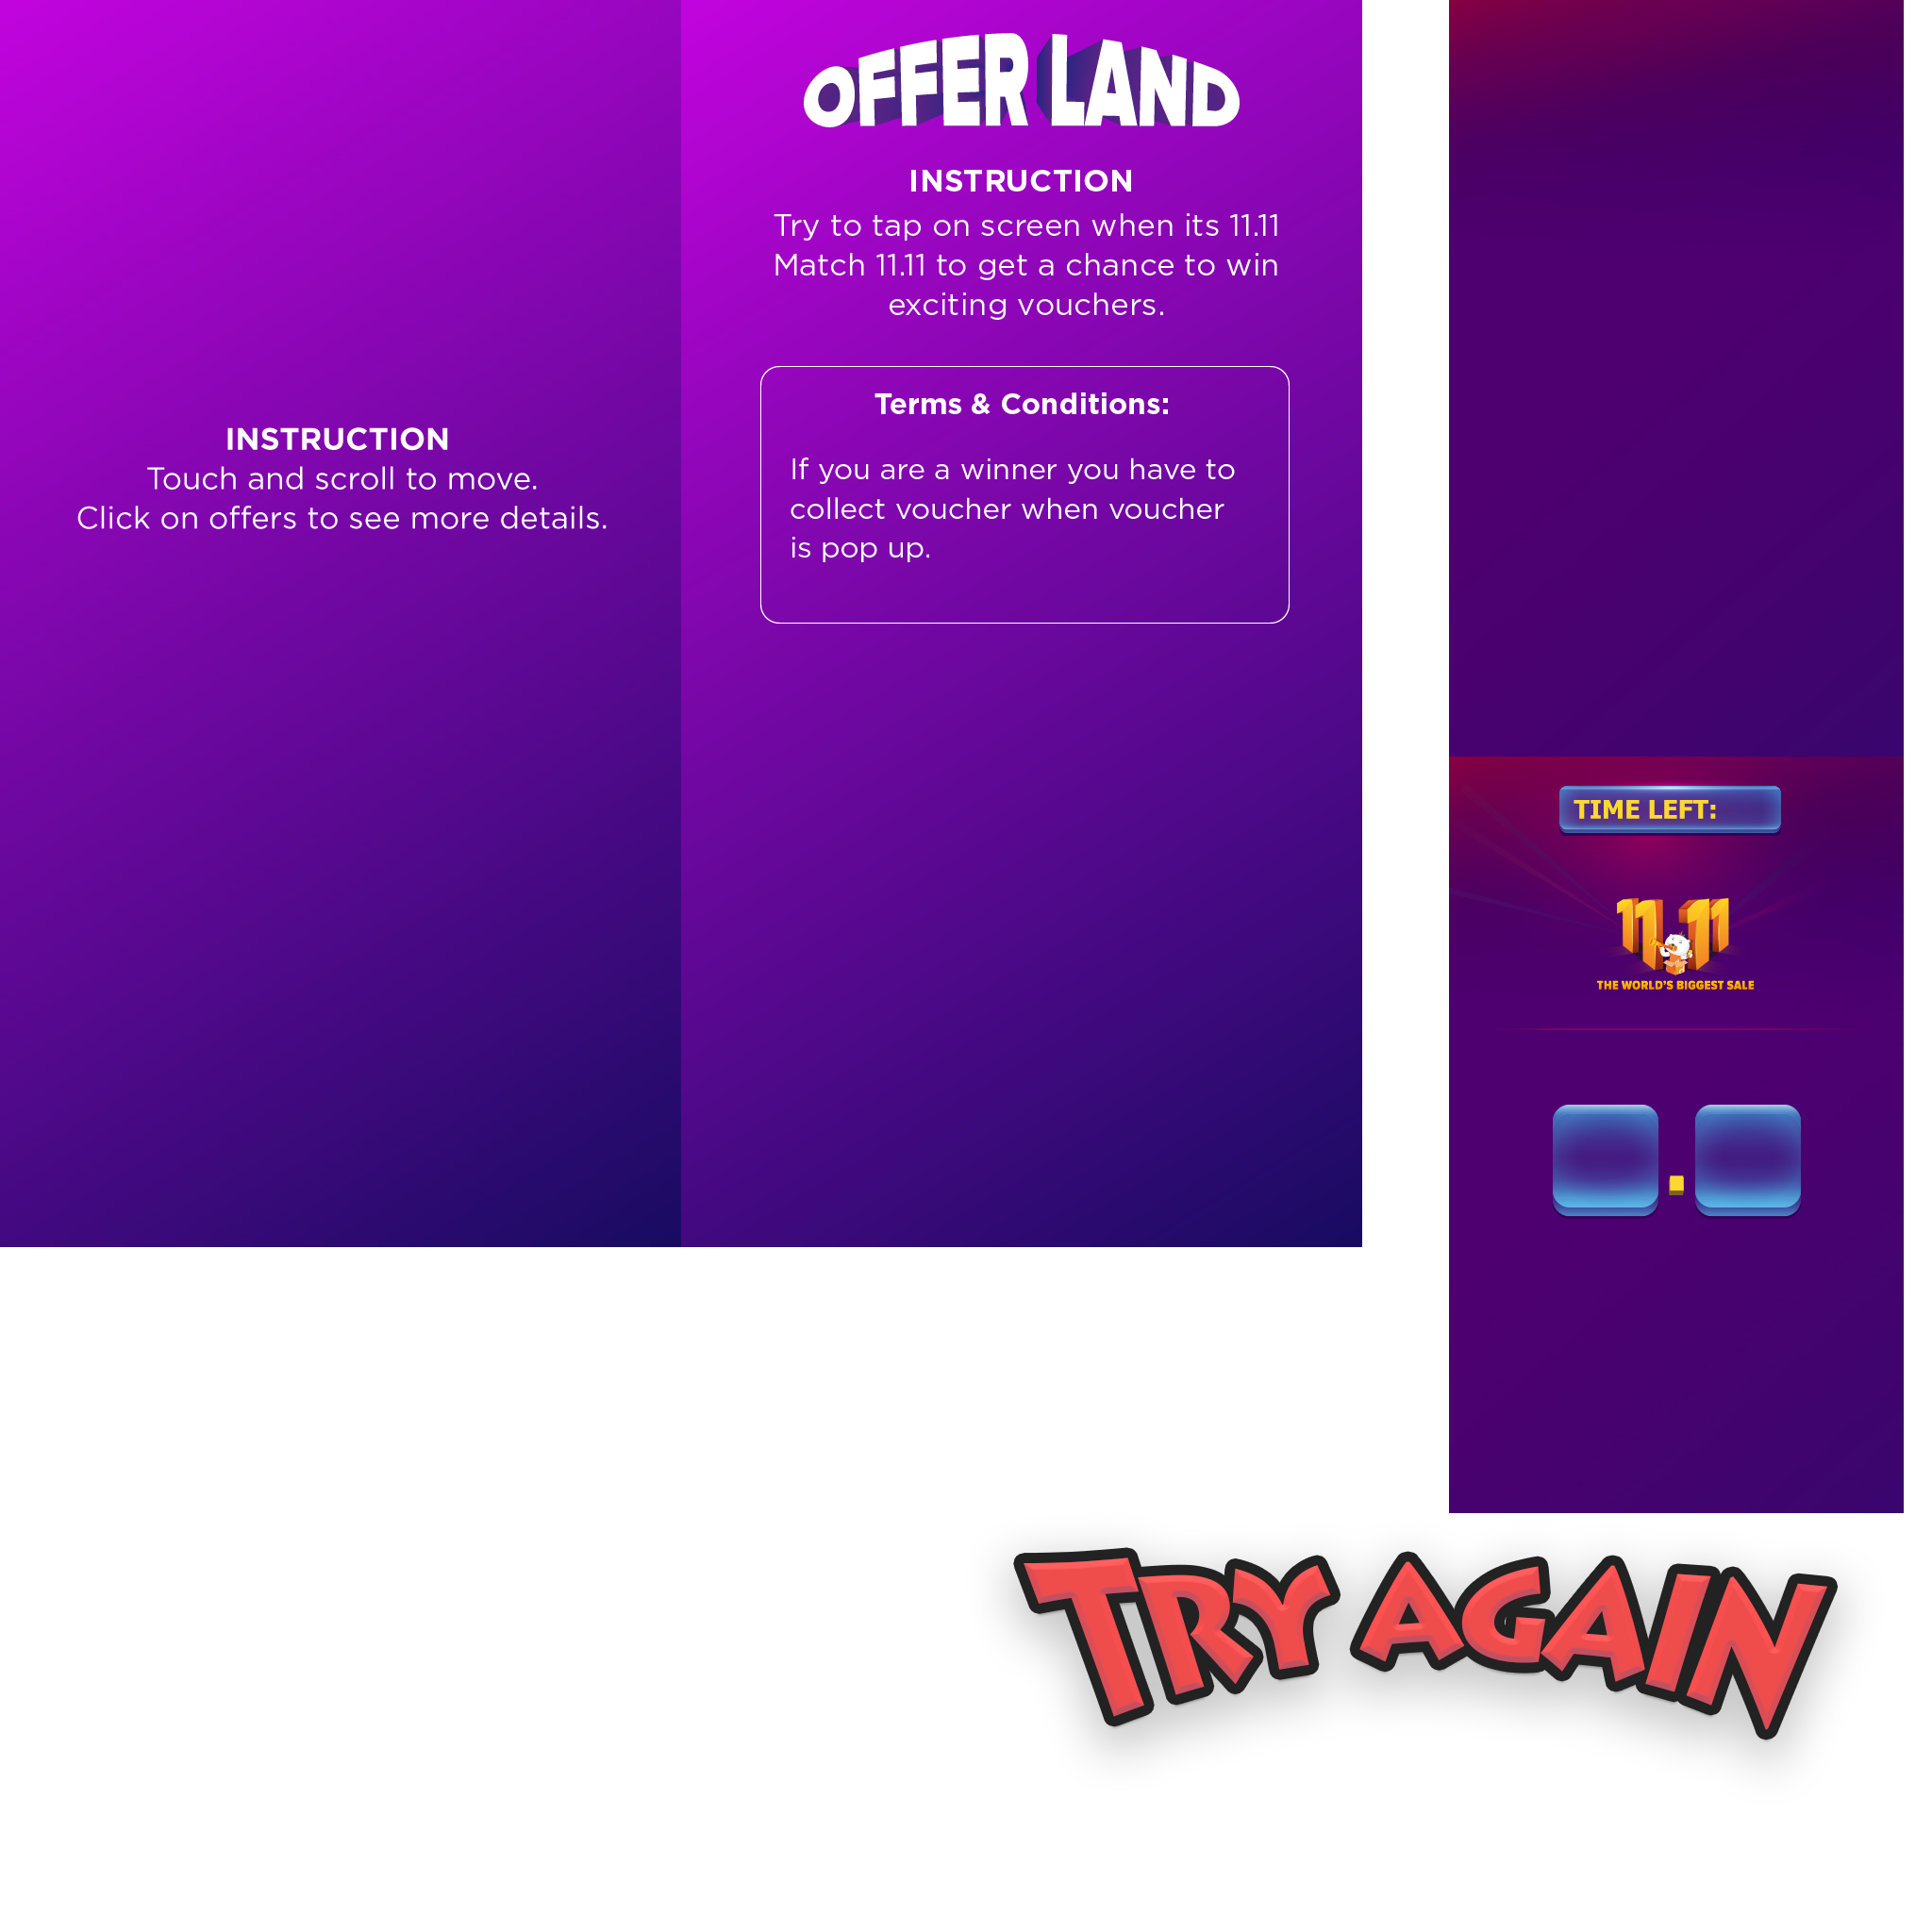 INSTRUCTION
Touch and scroll to move.
Click on offers to see more details.
OFFER LAND
INSTRUCTION
Try to tap on screen when its 11.11
Match 11.11 to get a chance to win
exciting vouchers.
Terms & Conditions:
If you are a winner you have to
collect voucher when voucher
is pop up.
TIME LEFT:
11.11
THE WORLD'S BIGGEST SALE
.
TRY AGAIN